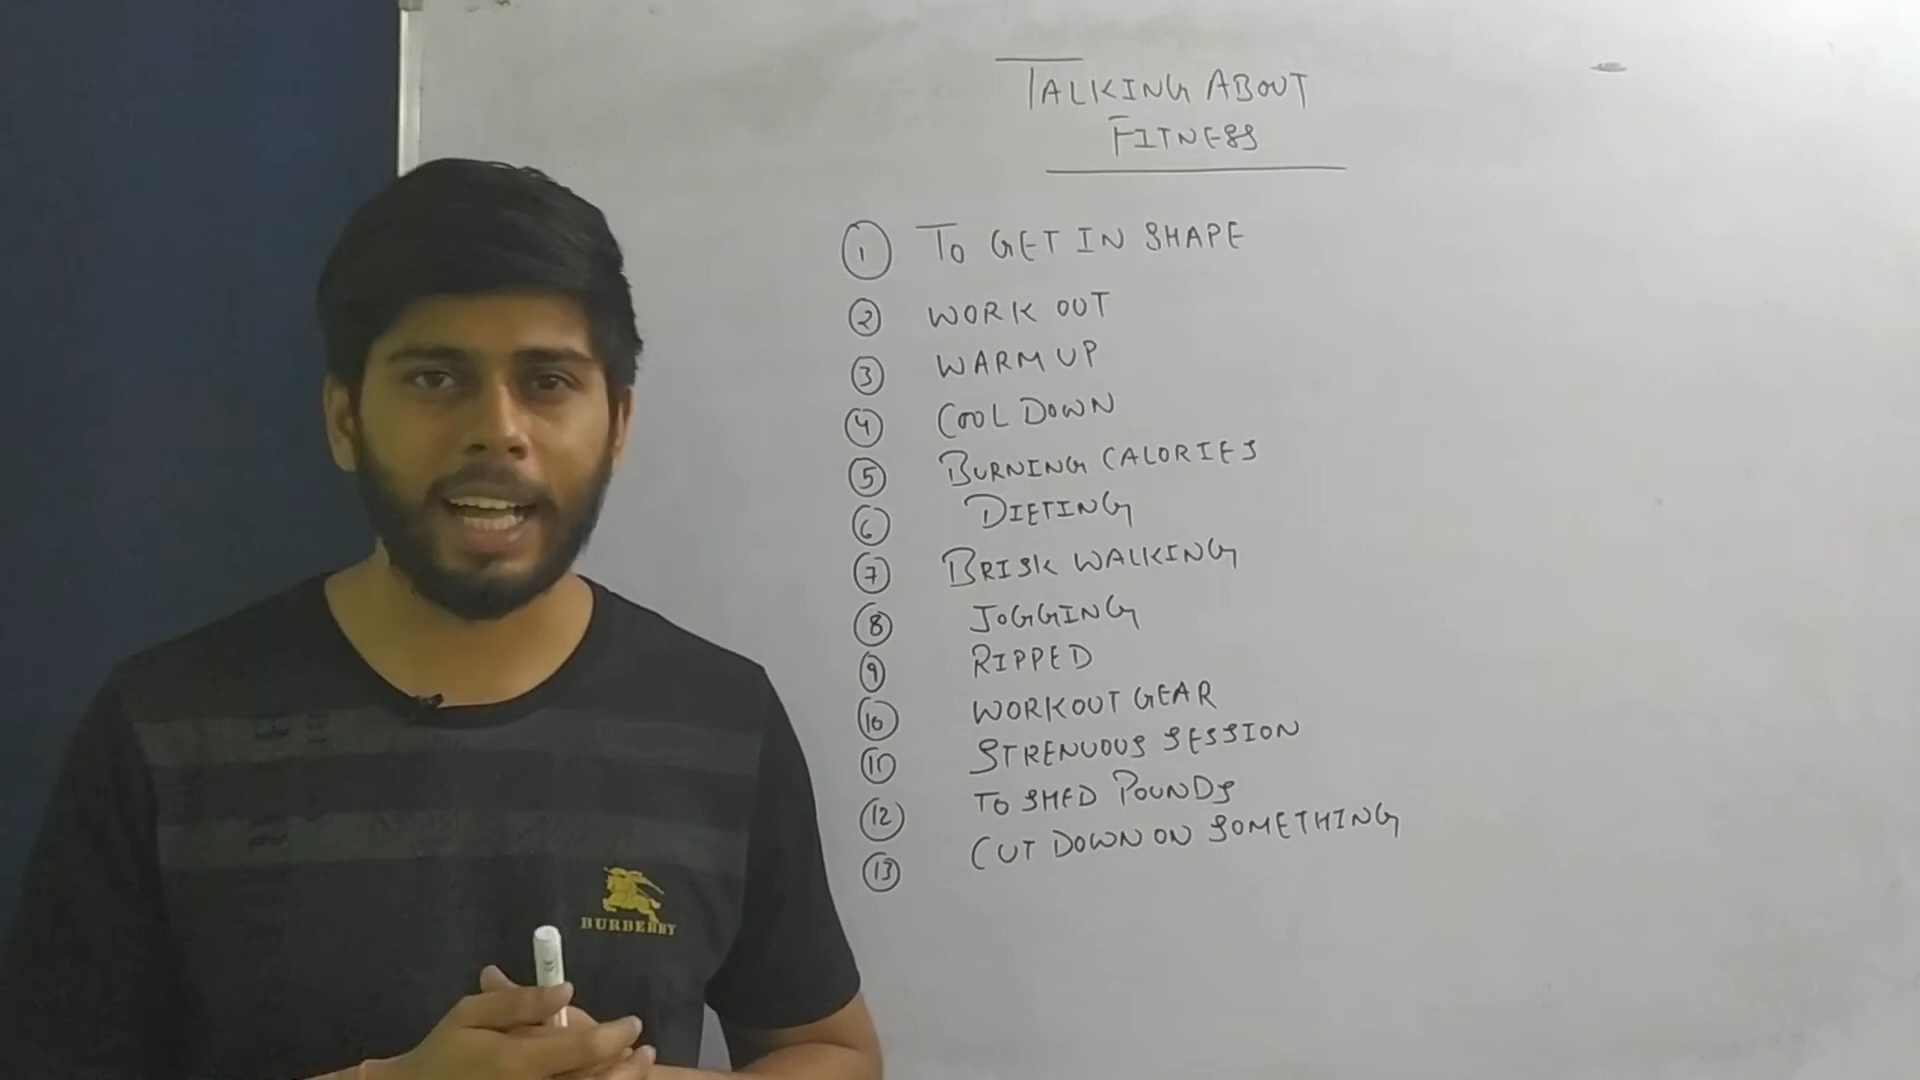 TALKING ABOUT
FITNESS
1 TO GET IN SHAPE
2 WORK OUT
3 WARM UP
4 COOL DOWN
5 BURNING CALORIES
6 DIETING
7 BRISK WALKING
8 JOGGING
9 RIPPED
10 WORKOUT GEAR
11 STRENUOUS SESSION
12 TO SHED POUNDS
13 CUT DOWN ON SOMETHING
BURBERRY